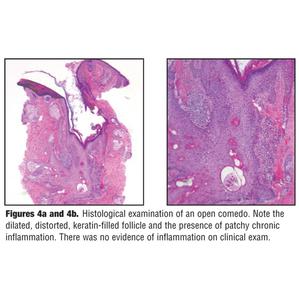 Figures 4a and 4b. Histological examination of an open comedo. Note the
dilated, distorted, keratin-filled follicle and the presence of patchy chronic
inflammation. There was no evidence of inflammation on clinical exam.